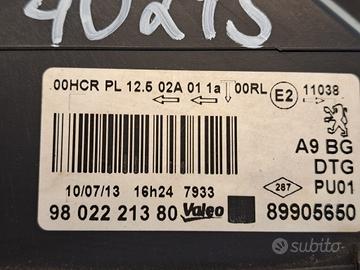 40215
00HCR PL 12.5 02A 01 1a 00RL E2 11038
A9 BG
DTG
287 PU01
10/07/13 16h24 7933
98 022 213 80 Valeo 89905650
subito